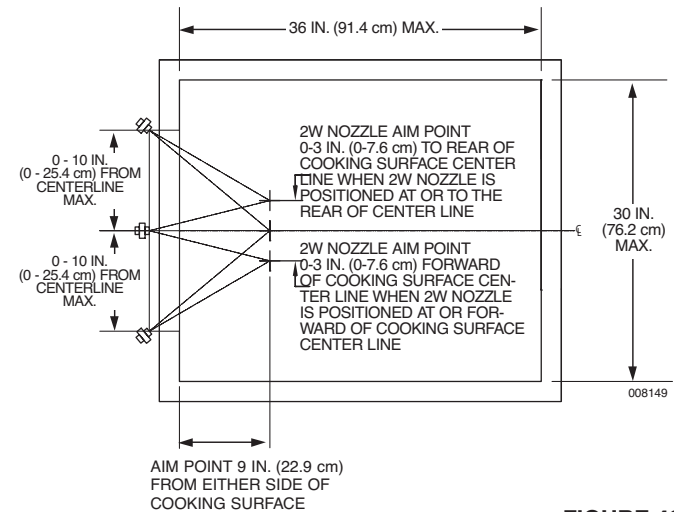 36 IN. (91.4 cm) MAX.
2W NOZZLE AIM POINT
0-3 IN. (0-7.6 cm) TO REAR OF
COOKING SURFACE CENTER
LINE WHEN 2W NOZZLE IS
POSITIONED AT OR TO THE
REAR OF CENTER LINE
0 - 10 IN.
(0 - 25.4 cm) FROM
CENTERLINE
MAX.
30 IN.
(76.2 cm)
MAX.
℄
2W NOZZLE AIM POINT
0-3 IN. (0-7.6 cm) FORWARD
OF COOKING SURFACE CEN-
TER LINE WHEN 2W NOZZLE
IS POSITIONED AT OR FOR-
WARD OF COOKING SURFACE
CENTER LINE
0 - 10 IN.
(0 - 25.4 cm) FROM
CENTERLINE
MAX.
008149
AIM POINT 9 IN. (22.9 cm)
FROM EITHER SIDE OF
COOKING SURFACE